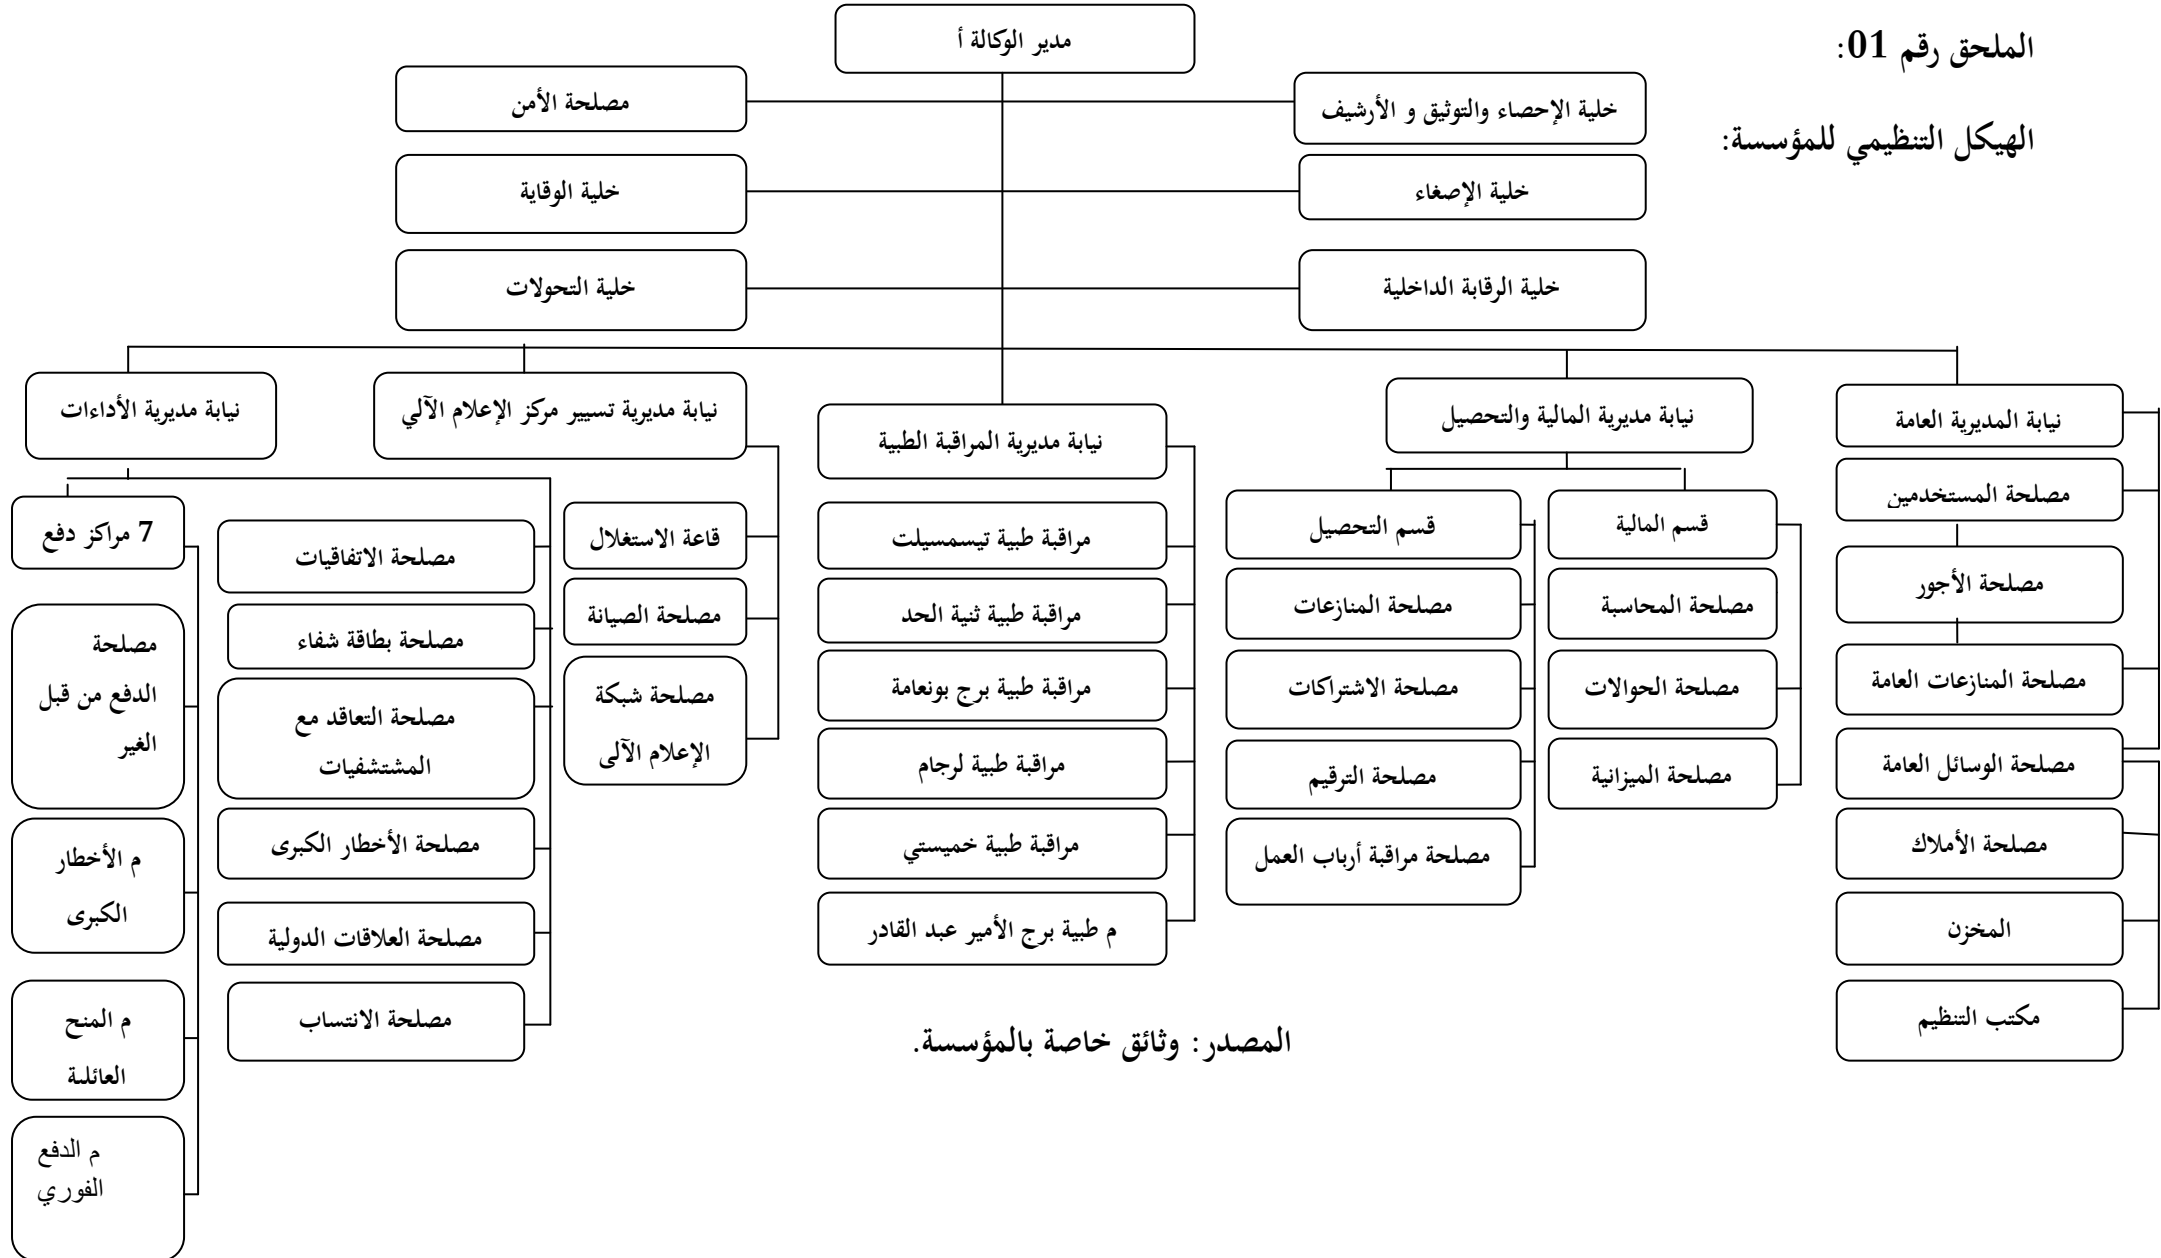 الملحق رقم 01:
الهيكل التنظيمي للمؤسسة:
مدير الوكالة أ
خلية الإحصاء والتوثيق و الأرشيف
مصلحة الأمن
خلية الإصغاء
خلية الوقاية
خلية الرقابة الداخلية
خلية التحولات
نيابة المديرية العامة
مصلحة المستخدمين
مصلحة الأجور
مصلحة المنازعات العامة
مصلحة الوسائل العامة
مصلحة الأملاك
المخزن
مكتب التنظيم
نيابة مديرية المالية والتحصيل
قسم المالية
مصلحة المحاسبة
مصلحة الحوالات
مصلحة الميزانية
قسم التحصيل
مصلحة المنازعات
مصلحة الاشتراكات
مصلحة الترقيم
مصلحة مراقبة أرباب العمل
نيابة مديرية المراقبة الطبية
مراقبة طبية تيسمسيلت
مراقبة طبية ثنية الحد
مراقبة طبية برج بونعامة
مراقبة طبية لرجام
مراقبة طبية خميستي
م طبية برج الأمير عبد القادر
نيابة مديرية تسيير مركز الإعلام الآلي
قاعة الاستغلال
مصلحة الصيانة
مصلحة شبكة
الإعلام الآلى
نيابة مديرية الأداءات
مصلحة الاتفاقيات
مصلحة بطاقة شفاء
مصلحة التعاقد مع
المشتشفيات
مصلحة الأخطار الكبرى
مصلحة العلاقات الدولية
مصلحة الانتساب
7 مراكز دفع
مصلحة
الدفع من قبل
الغير
م الأخطار
الكبرى
م المنح
العائلية
م الدفع
الفوري
المصدر: وثائق خاصة بالمؤسسة.